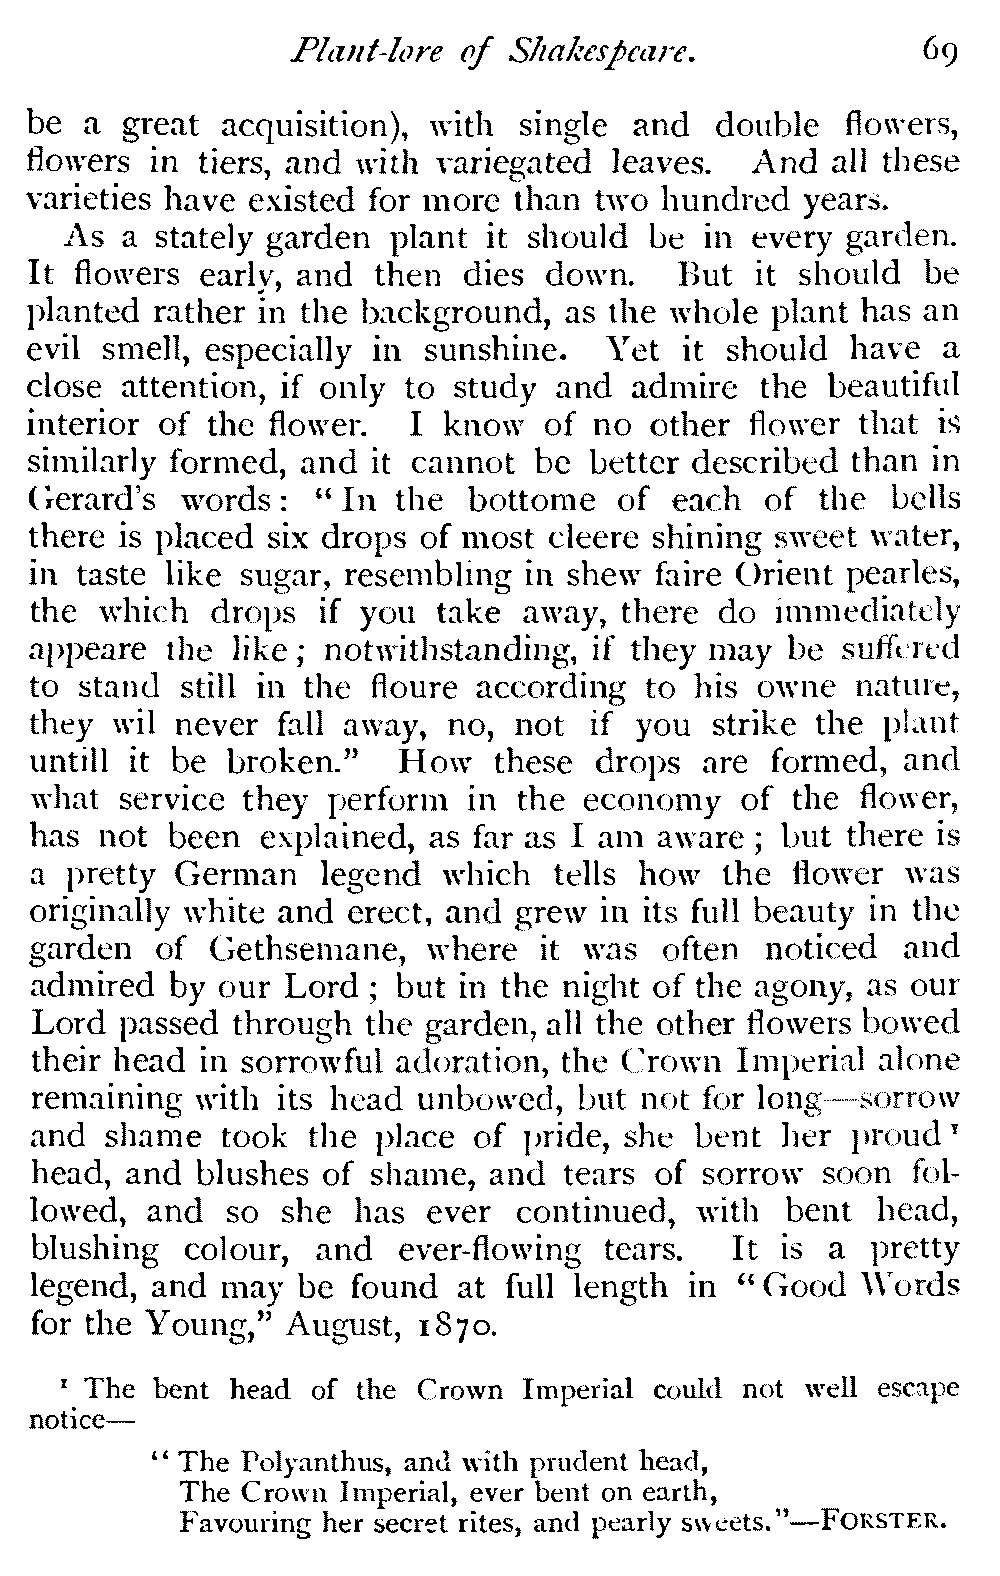 Plant-lore of Shakespeare. 69
be a great acquisition), with single and double flowers,
flowers in tiers, and with variegated leaves. And all these
varieties have existed for more than two hundred years.
As a stately garden plant it should be in every garden.
It flowers early, and then dies down. But it should be
planted rather in the background, as the whole plant has an
evil smell, especially in sunshine. Yet it should have a
close attention, if only to study and admire the beautiful
interior of the flower. I know of no other flower that is
similarly formed, and it cannot be better described than in
Gerard's words: "In the bottome of each of the bells
there is placed six drops of most cleere shining sweet water,
in taste like sugar, resembling in shew faire Orient pearles,
the which drops if you take away, there do immediately
appeare the like; notwithstanding, if they may be suffered
to stand still in the floure according to his owne nature,
they wil never fall away, no, not if you strike the plant
untill it be broken." How these drops are formed, and
what service they perform in the economy of the flower,
has not been explained, as far as I am aware; but there is
a pretty German legend which tells how the flower was
originally white and erect, and grew in its full beauty in the
garden of Gethsemane, where it was often noticed and
admired by our Lord; but in the night of the agony, as our
Lord passed through the garden, all the other flowers bowed
their head in sorrowful adoration, the Crown Imperial alone
remaining with its head unbowed, but not for long—sorrow
and shame took the place of pride, she bent her proud ¹
head, and blushes of shame, and tears of sorrow soon fol-
lowed, and so she has ever continued, with bent head,
blushing colour, and ever-flowing tears. It is a pretty
legend, and may be found at full length in "Good Words
for the Young," August, 1870.
¹ The bent head of the Crown Imperial could not well escape
notice—
"The Polyanthus, and with prudent head,
The Crown Imperial, ever bent on earth,
Favouring her secret rites, and pearly sweets."—FORSTER.